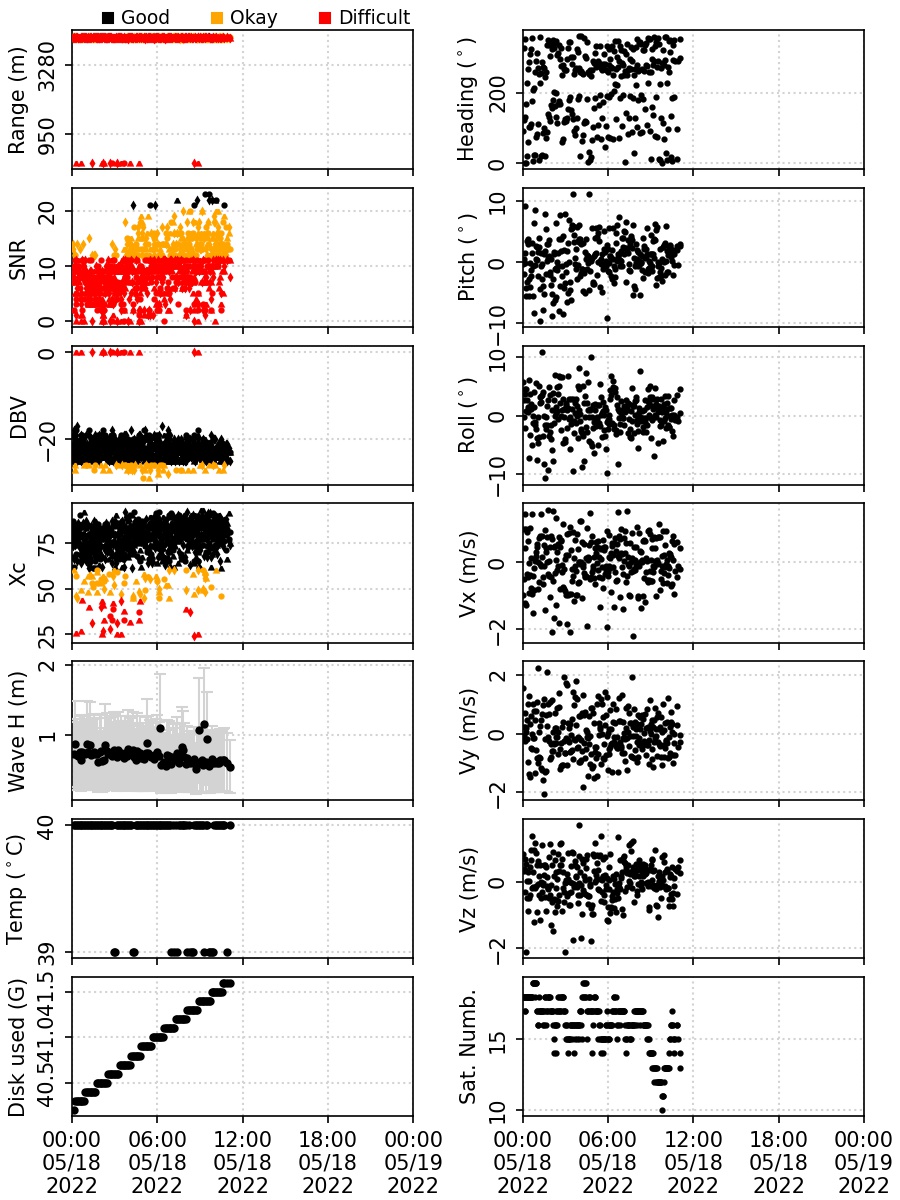 Good Okay Difficult
Range (m) 3280 950
Heading (°) 200 0
SNR 20 10 0
Pitch (°) 10 0 −10
DBV 0 −20
Roll (°) 10 0 −10
Xc 75 50 25
Vx (m/s) 0 −2
Wave H (m) 2 1
Vy (m/s) 2 0 −2
Temp (°C) 40 39
Vz (m/s) 0 −2
Disk used (G) 41.5 41.0 40.5
Sat. Numb. 15 10
00:00 06:00 12:00 18:00 00:00 00:00 06:00 12:00 18:00 00:00
05/18 05/18 05/18 05/18 05/19 05/18 05/18 05/18 05/18 05/19
2022 2022 2022 2022 2022 2022 2022 2022 2022 2022